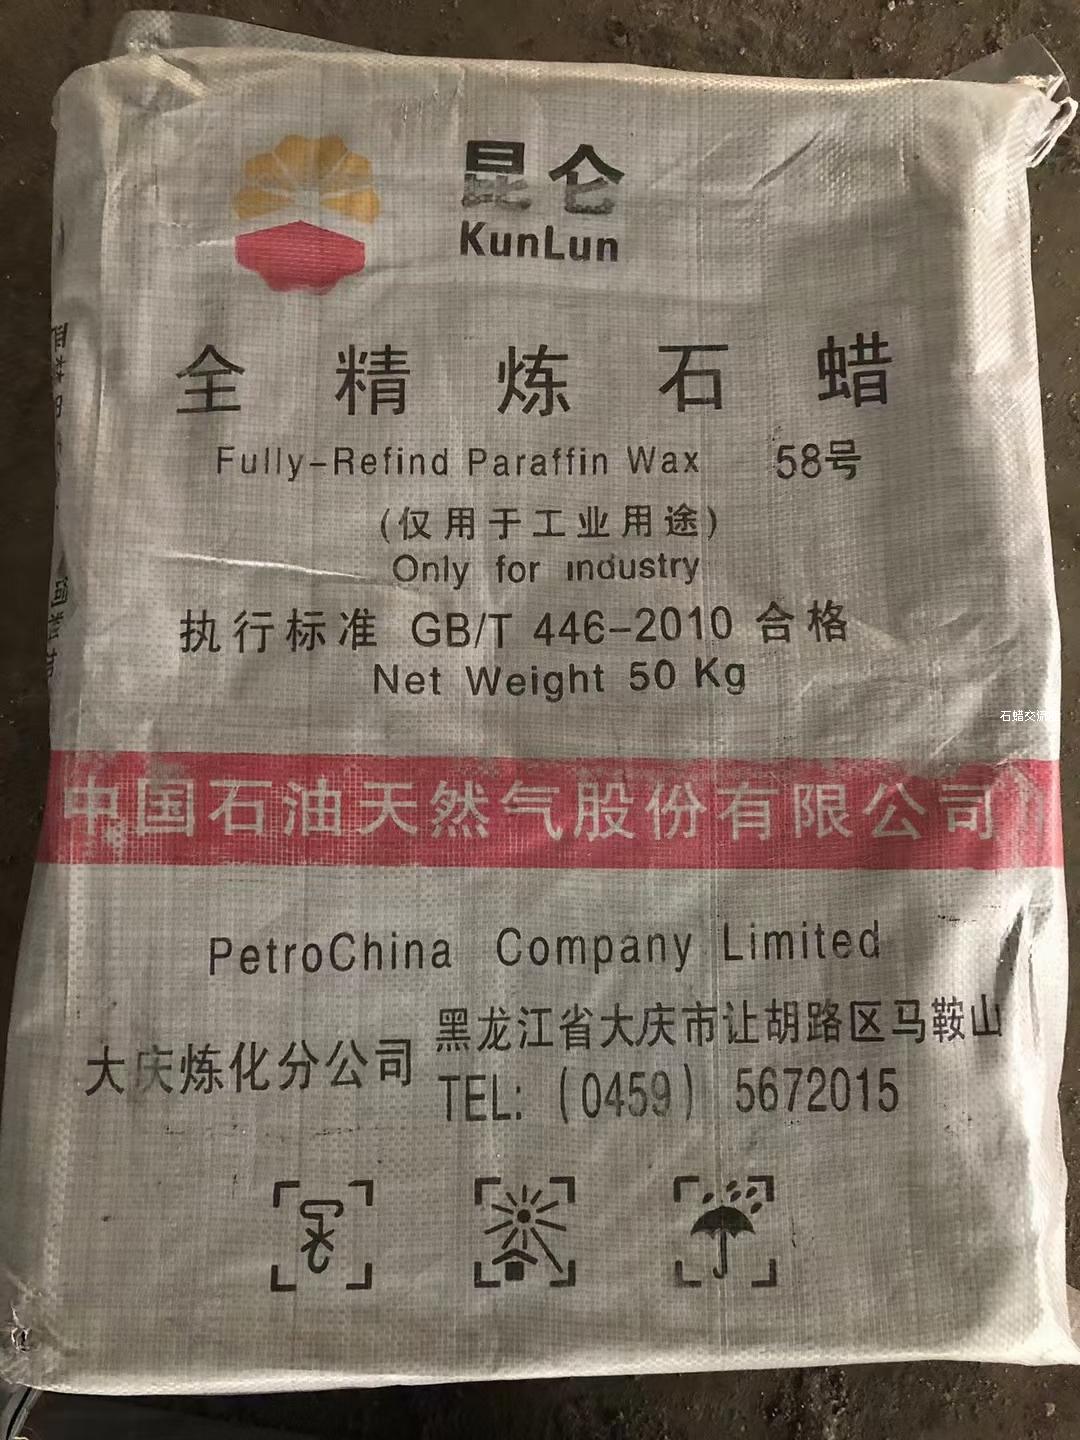 昆仑
KunLun
全精炼石蜡
Fully-Refind Paraffin Wax 58号
(仅用于工业用途)
Only for industry
执行标准 GB/T 446-2010 合格
Net Weight 50 Kg
石蜡交流
中国石油天然气股份有限公司
PetroChina Company Limited
大庆炼化分公司
黑龙江省大庆市让胡路区马鞍山
TEL: (0459) 5672015